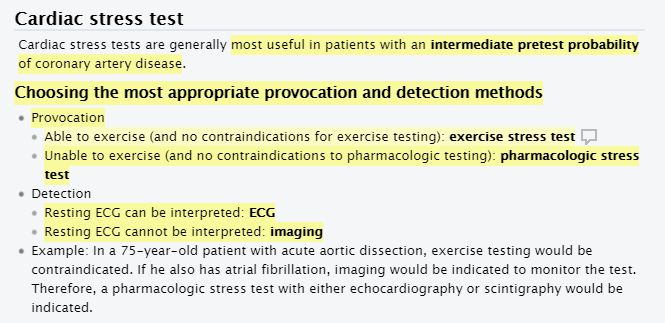 Cardiac stress test
Cardiac stress tests are generally most useful in patients with an intermediate pretest probability
of coronary artery disease.
Choosing the most appropriate provocation and detection methods
• Provocation
• Able to exercise (and no contraindications for exercise testing): exercise stress test
• Unable to exercise (and no contraindications to pharmacologic testing): pharmacologic stress
test
• Detection
• Resting ECG can be interpreted: ECG
• Resting ECG cannot be interpreted: imaging
• Example: In a 75-year-old patient with acute aortic dissection, exercise testing would be
contraindicated. If he also has atrial fibrillation, imaging would be indicated to monitor the test.
Therefore, a pharmacologic stress test with either echocardiography or scintigraphy would be
indicated.